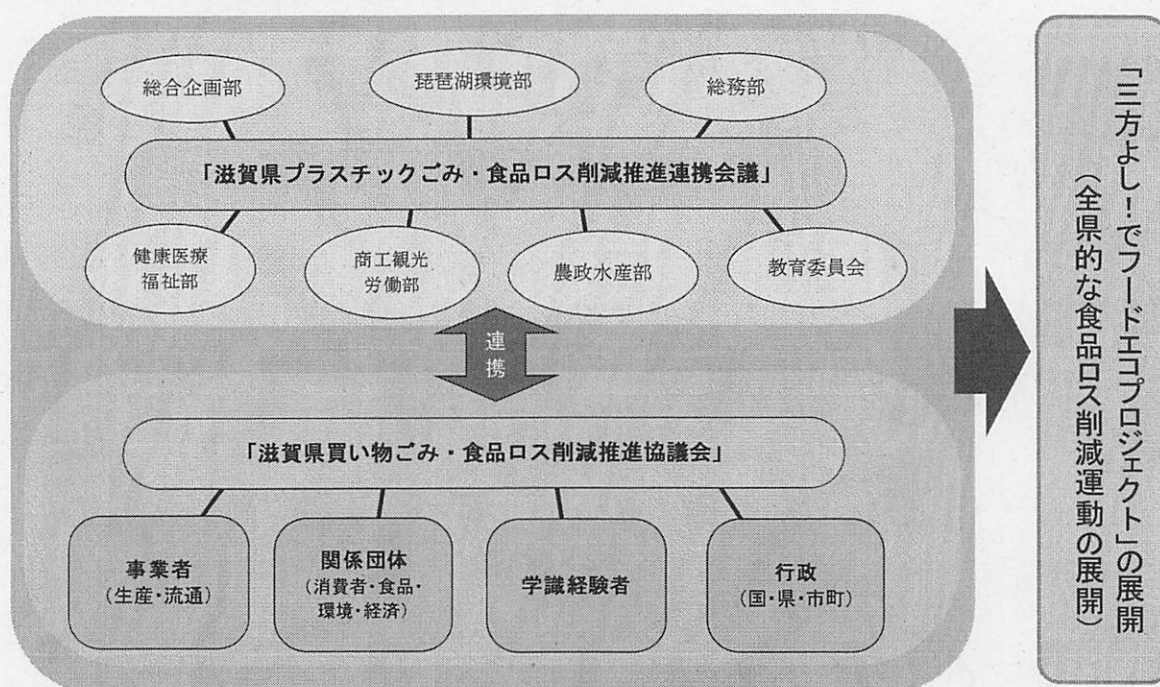 総合企画部
琵琶湖環境部
総務部
「滋賀県プラスチックごみ・食品ロス削減推進連携会議」
健康医療
福祉部
商工観光
労働部
農政水産部
教育委員会
連携
「滋賀県買い物ごみ・食品ロス削減推進協議会」
事業者
(生産・流通)
関係団体
(消費者・食品・
環境・経済)
学識経験者
行政
(国・県・市町)
「三方よし！でフードエコプロジェクト」の展開
(全県的な食品ロス削減運動の展開)